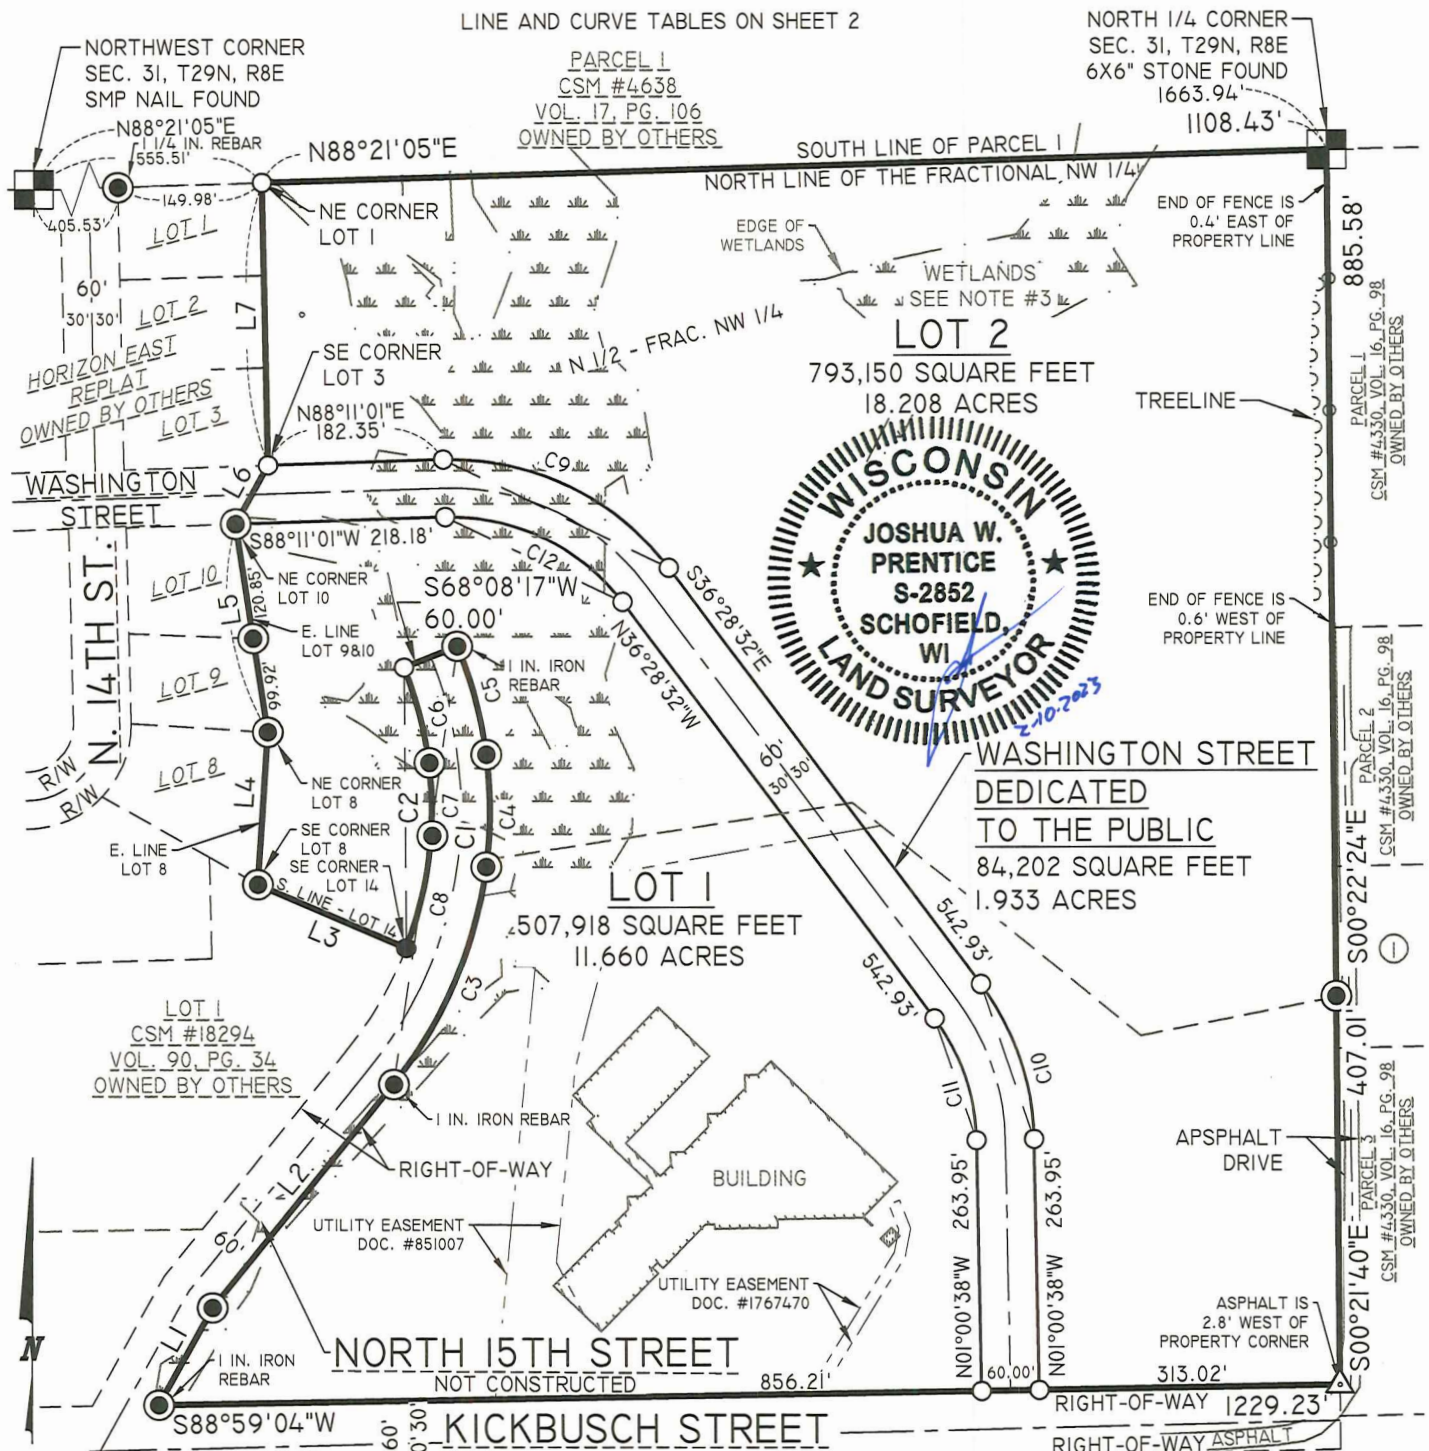 LINE AND CURVE TABLES ON SHEET 2
NORTHWEST CORNER
SEC. 31, T29N, R8E
SMP NAIL FOUND
PARCEL 1
CSM #4638
VOL. 17, PG. 106
OWNED BY OTHERS
NORTH 1/4 CORNER
SEC. 31, T29N, R8E
6X6" STONE FOUND
1663.94'
1108.43'
N88°21'05"E
1 1/4 IN. REBAR
555.51'
N88°21'05"E
SOUTH LINE OF PARCEL 1
NORTH LINE OF THE FRACTIONAL NW 1/4
149.98'
405.53'
NE CORNER
LOT 1
LOT 1
EDGE OF
WETLANDS
END OF FENCE IS
0.4' EAST OF
PROPERTY LINE
885.58'
WETLANDS
SEE NOTE #3
60'
30' 30'
LOT 2
L7
HORIZON EAST
REPLAT
OWNED BY OTHERS
LOT 3
SE CORNER
LOT 3
N 1/2 - FRAC. NW 1/4
LOT 2
793,150 SQUARE FEET
18.208 ACRES
TREELINE
PARCEL 1
CSM #4330, VOL. 16, PG. 98
OWNED BY OTHERS
N88°11'01"E
182.35'
C9
WASHINGTON
STREET
L6
S88°11'01"W 218.18'
C12
WISCONSIN
JOSHUA W.
PRENTICE
S-2852
SCHOFIELD,
WI
LAND SURVEYOR
2-10-2023
N. 14TH ST.
LOT 10
NE CORNER
LOT 10
L5
120.85'
E. LINE
LOT 9&10
S68°08'17"W
60.00'
1 IN. IRON
REBAR
S36°28'32"E
N36°28'32"W
END OF FENCE IS
0.6' WEST OF
PROPERTY LINE
LOT 9
99.92'
C6
C5
60'
30' 30'
R/W
R/W
LOT 8
L4
NE CORNER
LOT 8
C2
C7
C1
C4
WASHINGTON STREET
DEDICATED
TO THE PUBLIC
84,202 SQUARE FEET
1.933 ACRES
PARCEL 2
CSM #4330, VOL. 16, PG. 98
OWNED BY OTHERS
E. LINE
LOT 8
SE CORNER
LOT 8
SE CORNER
LOT 14
S. LINE - LOT 14
L3
C8
C3
LOT 1
507,918 SQUARE FEET
11.660 ACRES
542.93'
542.93'
S00°22'24"E
407.01'
LOT 1
CSM #18294
VOL. 90, PG. 34
OWNED BY OTHERS
1 IN. IRON REBAR
C11
C10
RIGHT-OF-WAY
L2
BUILDING
APSPHALT
DRIVE
PARCEL 3
CSM #4330, VOL. 16, PG. 98
OWNED BY OTHERS
UTILITY EASEMENT
DOC. #851007
UTILITY EASEMENT
DOC. #1767470
263.95'
263.95'
N01°00'38"W
N01°00'38"W
S00°21'40"E
60'
L1
N
1 IN. IRON
REBAR
NORTH 15TH STREET
NOT CONSTRUCTED
ASPHALT IS
2.8' WEST OF
PROPERTY CORNER
856.21'
60.00'
313.02'
S88°59'04"W
RIGHT-OF-WAY
1229.23'
60'
30'
KICKBUSCH STREET
RIGHT-OF-WAY
ASPHALT